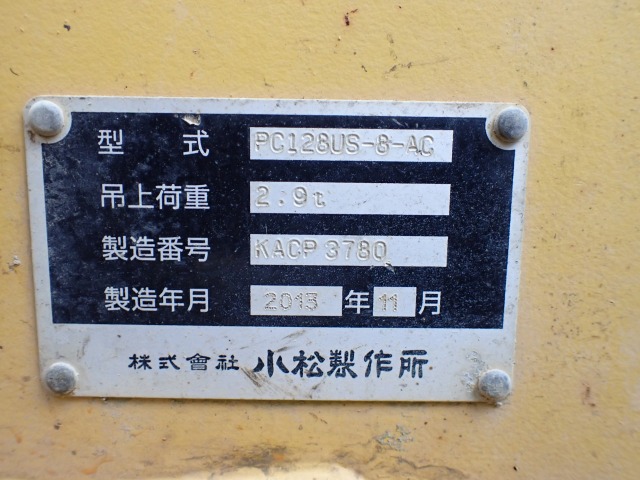 型式 PC128US-8-AC
吊上荷重 2.9t
製造番号 KACP 3780
製造年月 2013 年 11 月
株式會社 小松製作所